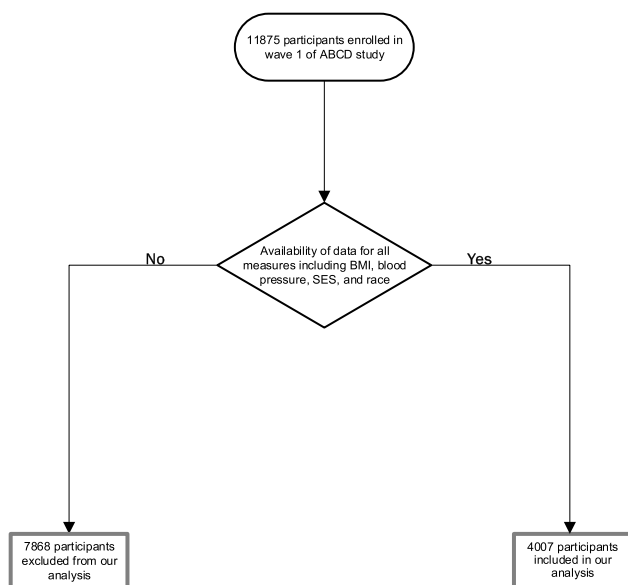 11875 participants enrolled in
wave 1 of ABCD study
Availability of data for all
measures including BMI, blood
pressure, SES, and race
No
Yes
7868 participants
excluded from our
analysis
4007 participants
included in our
analysis